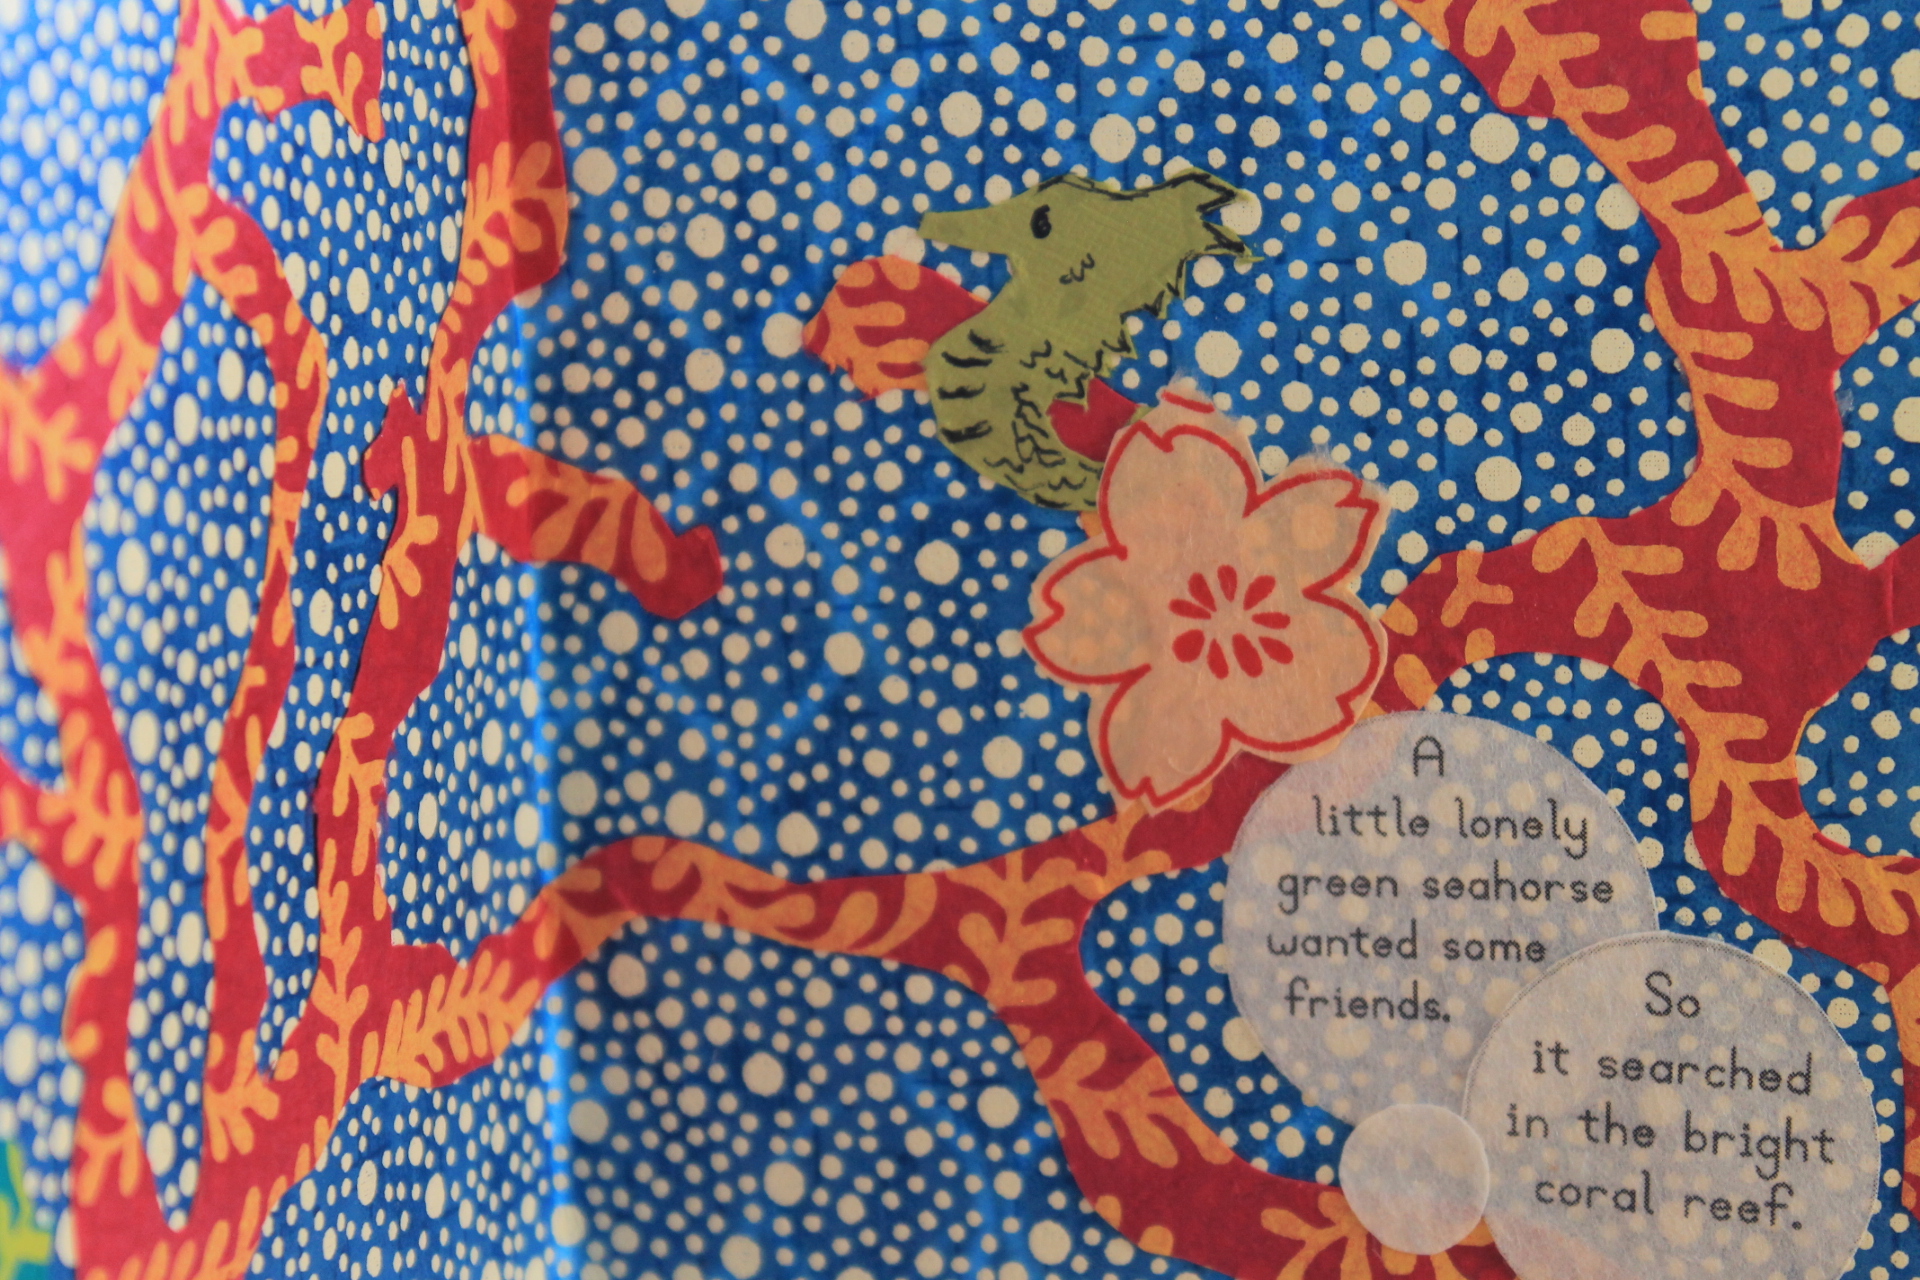 A
little lonely
green seahorse
wanted some
friends.
So
it searched
in the bright
coral reef.